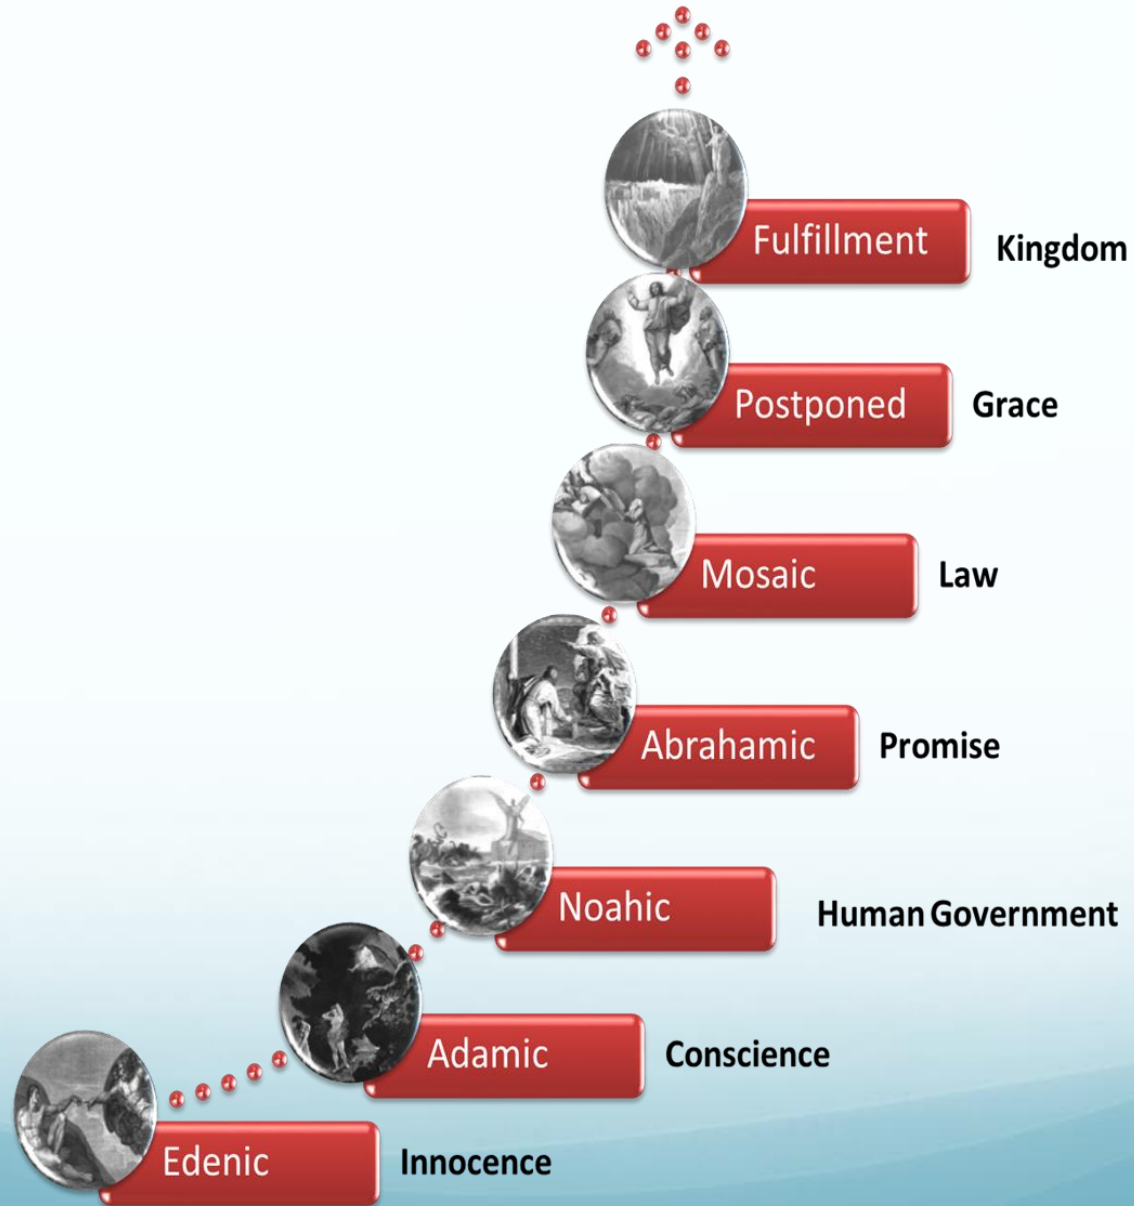 Fulfillment Kingdom
Postponed Grace
Mosaic Law
Abrahamic Promise
Noahic Human Government
Adamic Conscience
Edenic Innocence